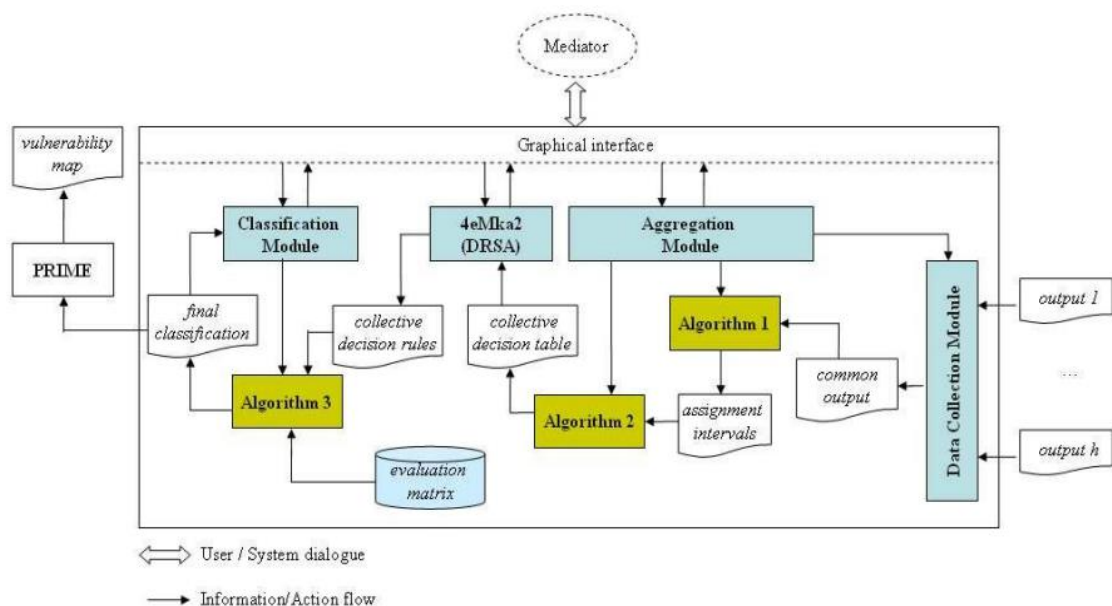 Mediator
Graphical interface
vulnerability
map
PRIME
Classification
Module
4eMka2
(DRSA)
Aggregation
Module
Data Collection Module
output 1
...
output h
final
classification
collective
decision rules
collective
decision table
Algorithm 1
common
output
Algorithm 3
Algorithm 2
assignment
intervals
evaluation
matrix
User / System dialogue
Information/Action flow